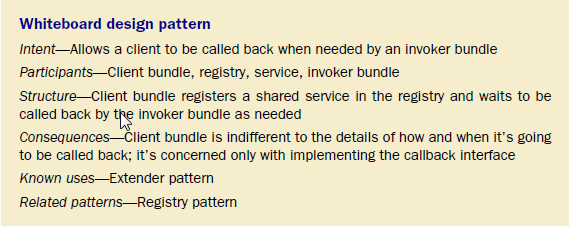 Whiteboard design pattern
Intent—Allows a client to be called back when needed by an invoker bundle
Participants—Client bundle, registry, service, invoker bundle
Structure—Client bundle registers a shared service in the registry and waits to be
called back by the invoker bundle as needed
Consequences—Client bundle is indifferent to the details of how and when it's going
to be called back; it's concerned only with implementing the callback interface
Known uses—Extender pattern
Related patterns—Registry pattern